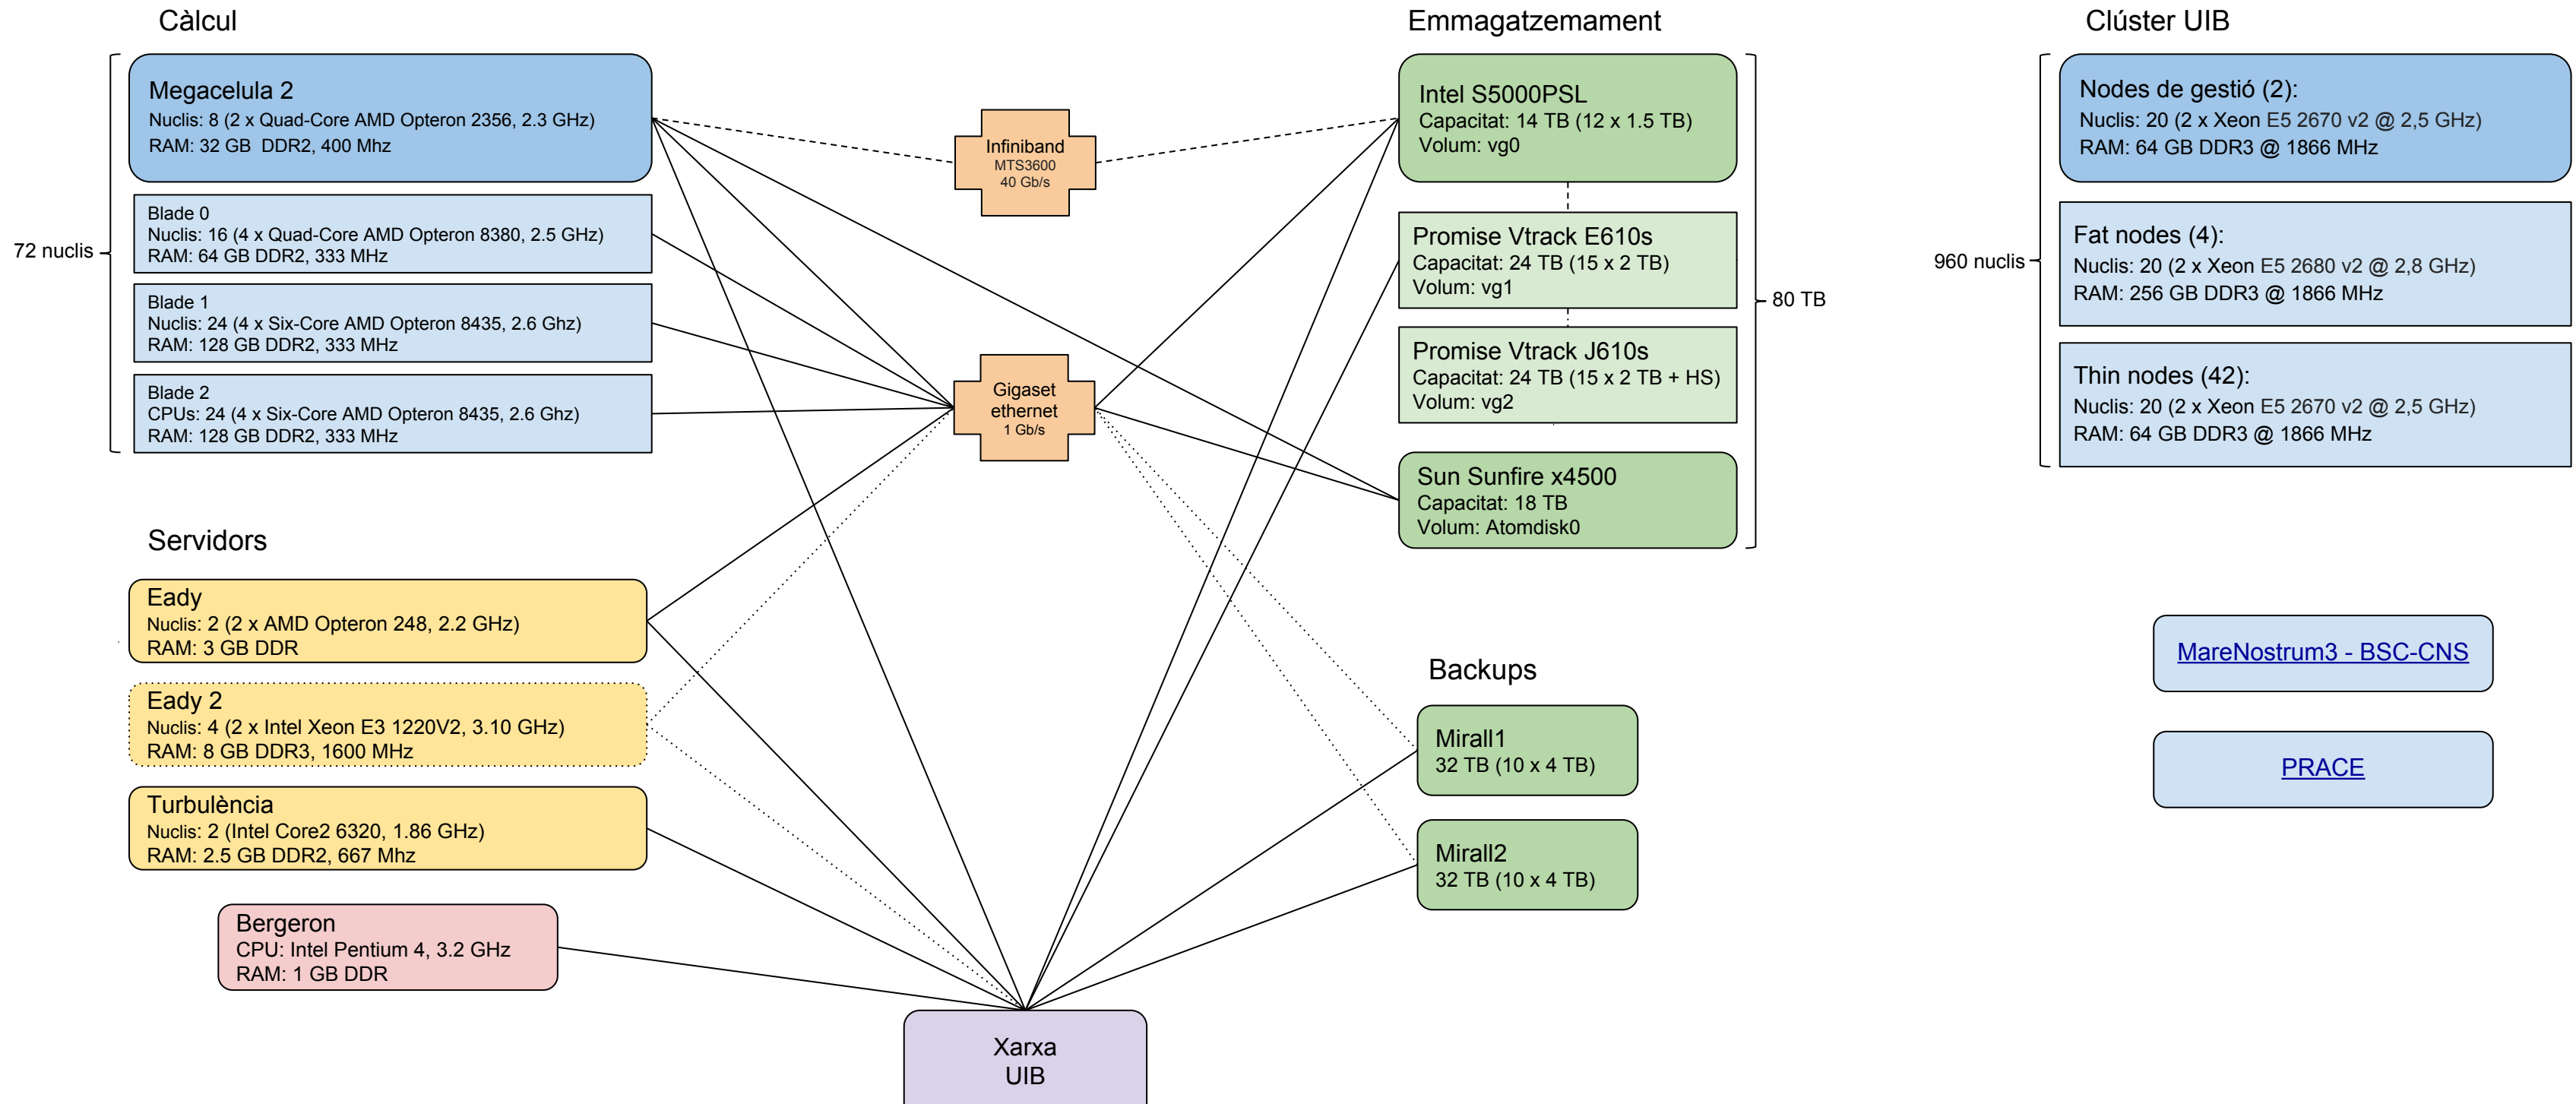 Càlcul
Megacelula 2
Nuclis: 8 (2 x Quad-Core AMD Opteron 2356, 2.3 GHz)
RAM: 32 GB  DDR2, 400 Mhz
Blade 0
Nuclis: 16 (4 x Quad-Core AMD Opteron 8380, 2.5 GHz)
RAM: 64 GB DDR2, 333 MHz
72 nuclis
Blade 1
Nuclis: 24 (4 x Six-Core AMD Opteron 8435, 2.6 Ghz)
RAM: 128 GB DDR2, 333 MHz
Blade 2
CPUs: 24 (4 x Six-Core AMD Opteron 8435, 2.6 Ghz)
RAM: 128 GB DDR2, 333 MHz
Infiniband
MTS3600
40 Gb/s
Gigaset
ethernet
1 Gb/s
Emmagatzemament
Intel S5000PSL
Capacitat: 14 TB (12 x 1.5 TB)
Volum: vg0
Promise Vtrack E610s
Capacitat: 24 TB (15 x 2 TB)
Volum: vg1
80 TB
Promise Vtrack J610s
Capacitat: 24 TB (15 x 2 TB + HS)
Volum: vg2
Sun Sunfire x4500
Capacitat: 18 TB
Volum: Atomdisk0
Clúster UIB
Nodes de gestió (2):
Nuclis: 20 (2 x Xeon E5 2670 v2 @ 2,5 GHz)
RAM: 64 GB DDR3 @ 1866 MHz
Fat nodes (4):
Nuclis: 20 (2 x Xeon E5 2680 v2 @ 2,8 GHz)
RAM: 256 GB DDR3 @ 1866 MHz
960 nuclis
Thin nodes (42):
Nuclis: 20 (2 x Xeon E5 2670 v2 @ 2,5 GHz)
RAM: 64 GB DDR3 @ 1866 MHz
Servidors
Eady
Nuclis: 2 (2 x AMD Opteron 248, 2.2 GHz)
RAM: 3 GB DDR
Eady 2
Nuclis: 4 (2 x Intel Xeon E3 1220V2, 3.10 GHz)
RAM: 8 GB DDR3, 1600 MHz
Turbulència
Nuclis: 2 (Intel Core2 6320, 1.86 GHz)
RAM: 2.5 GB DDR2, 667 Mhz
Bergeron
CPU: Intel Pentium 4, 3.2 GHz
RAM: 1 GB DDR
Backups
Mirall1
32 TB (10 x 4 TB)
Mirall2
32 TB (10 x 4 TB)
MareNostrum3 - BSC-CNS
PRACE
Xarxa
UIB